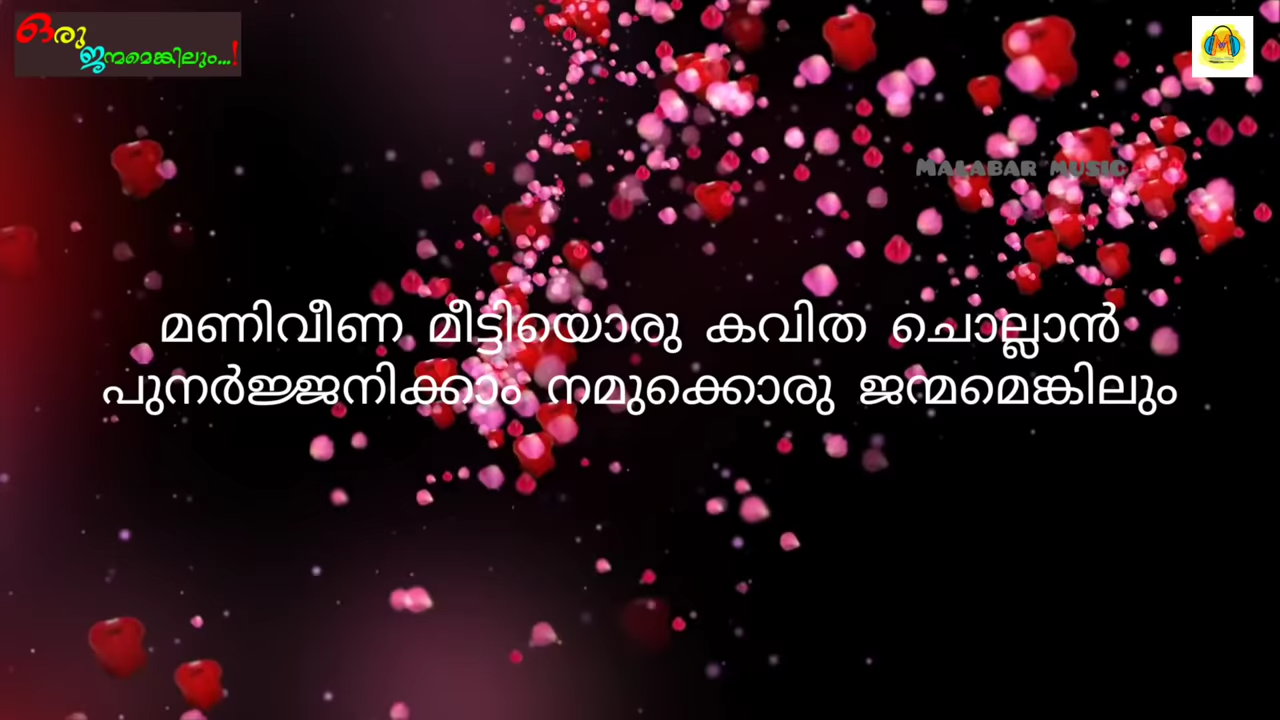 ഒരു
ജന്മമെങ്കിലും...!
MALABAR MUSIC
മണിവീണ മീട്ടിയൊരു കവിത ചൊല്ലാൻ
പുനർജ്ജനിക്കാം നമുക്കൊരു ജന്മമെങ്കിലും